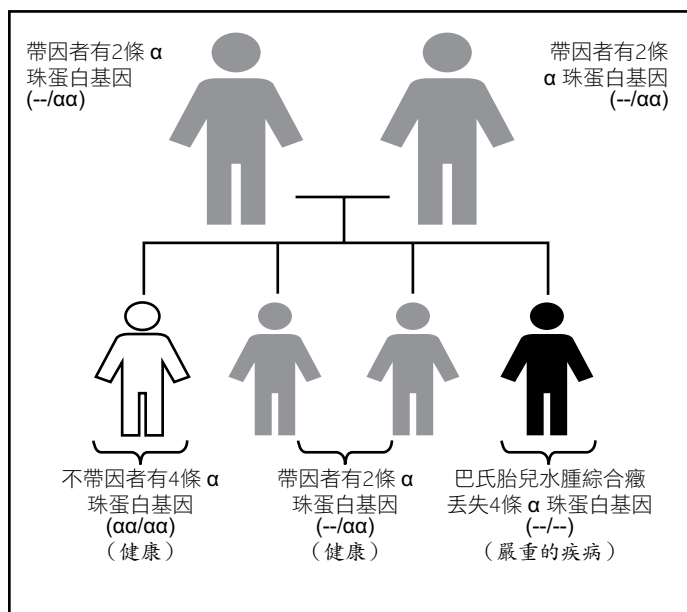 帶因者有2條 α
珠蛋白基因
(--/αα)
帶因者有2條
α 珠蛋白基因
(--/αα)
不帶因者有4條 α
珠蛋白基因
(αα/αα)
（健康）
帶因者有2條 α
珠蛋白基因
(--/αα)
（健康）
巴氏胎兒水腫綜合癥
丟失4條 α 珠蛋白基因
(--/--)
（嚴重的疾病）